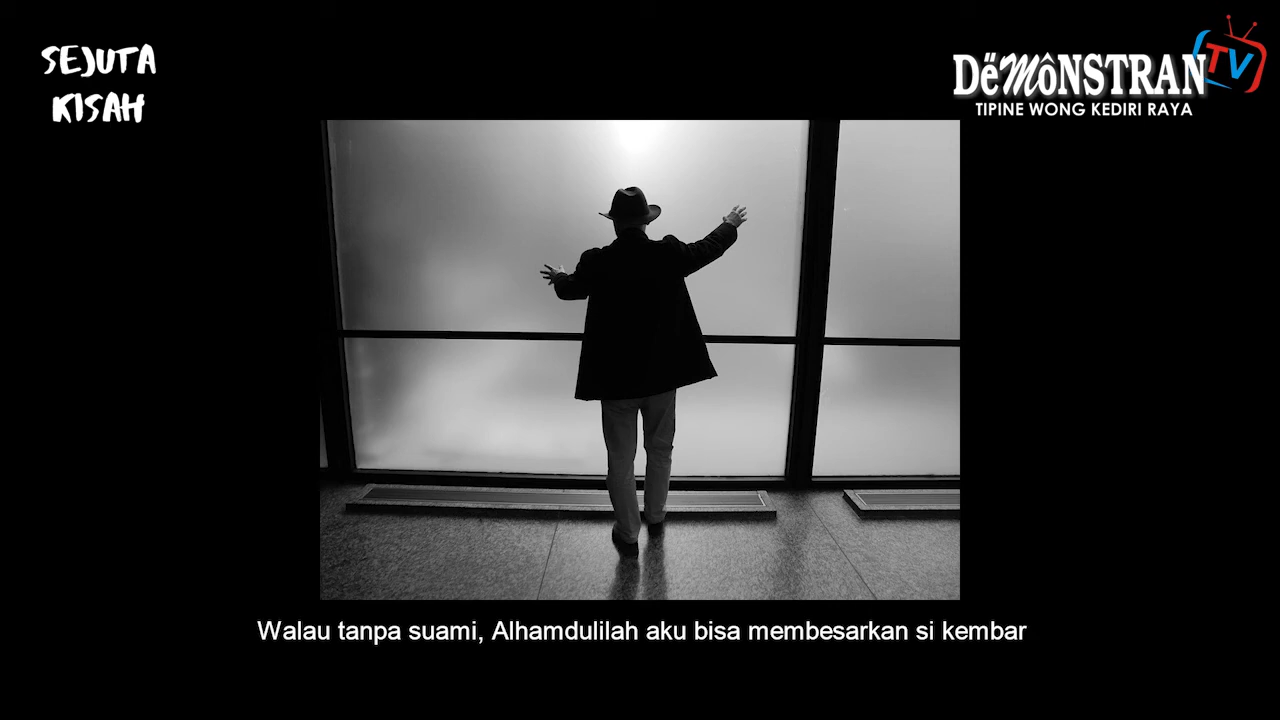 SEJUTA
KISAH
DëmôNSTRAN TV
TIPINE WONG KEDIRI RAYA
Walau tanpa suami, Alhamdulilah aku bisa membesarkan si kembar